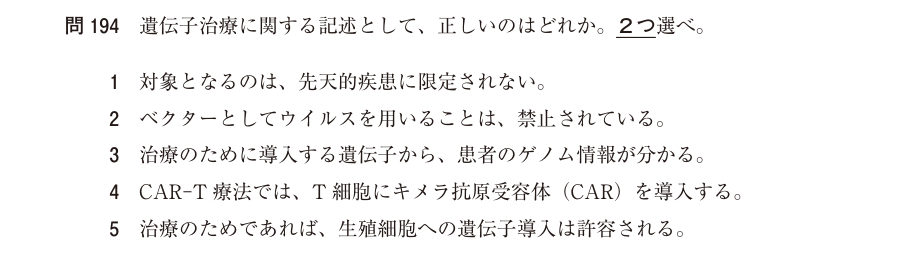 問 194 遺伝子治療に関する記述として、正しいのはどれか。2つ選べ。
1 対象となるのは、先天的疾患に限定されない。
2 ベクターとしてウイルスを用いることは、禁止されている。
3 治療のために導入する遺伝子から、患者のゲノム情報が分かる。
4 CAR-T 療法では、T 細胞にキメラ抗原受容体（CAR）を導入する。
5 治療のためであれば、生殖細胞への遺伝子導入は許容される。